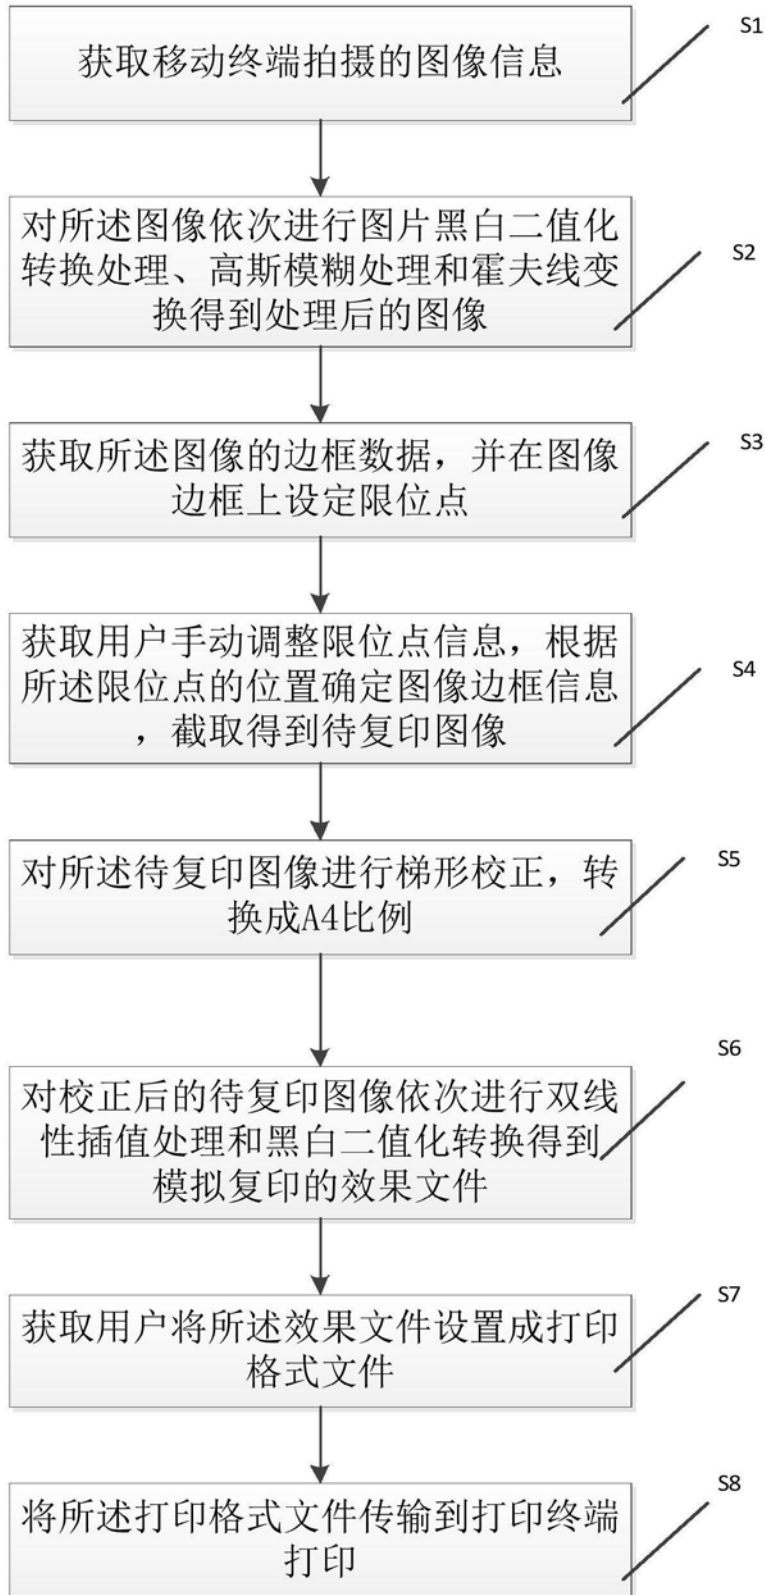 获取移动终端拍摄的图像信息
S1
对所述图像依次进行图片黑白二值化
转换处理、高斯模糊处理和霍夫线变
换得到处理后的图像
S2
获取所述图像的边框数据，并在图像
边框上设定限位点
S3
获取用户手动调整限位点信息，根据
所述限位点的位置确定图像边框信息
，截取得到待复印图像
S4
对所述待复印图像进行梯形校正，转
换成A4比例
S5
对校正后的待复印图像依次进行双线
性插值处理和黑白二值化转换得到
模拟复印的效果文件
S6
获取用户将所述效果文件设置成打印
格式文件
S7
将所述打印格式文件传输到打印终端
打印
S8